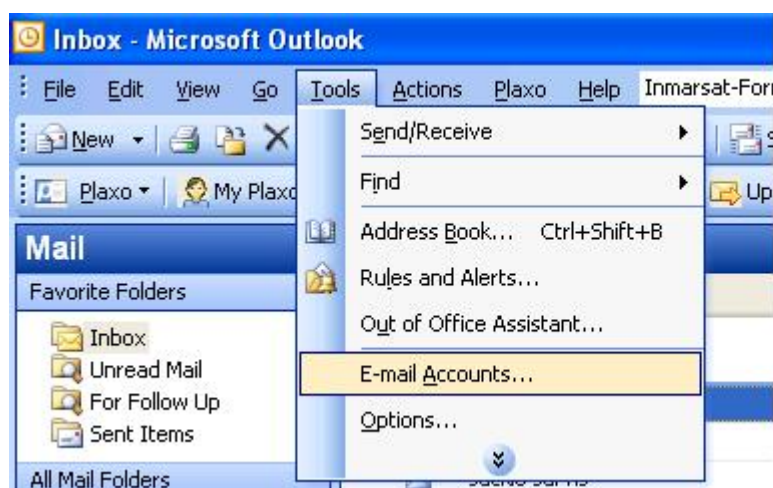 Inbox - Microsoft Outlook
File Edit View Go Tools Actions Plaxo Help Inmarsat-For
New
Send/Receive
Plaxo My Plaxo
Find
Up
Mail
Address Book... Ctrl+Shift+B
Favorite Folders
Rules and Alerts...
Inbox
Out of Office Assistant...
Unread Mail
E-mail Accounts...
For Follow Up
Options...
Sent Items
All Mail Folders